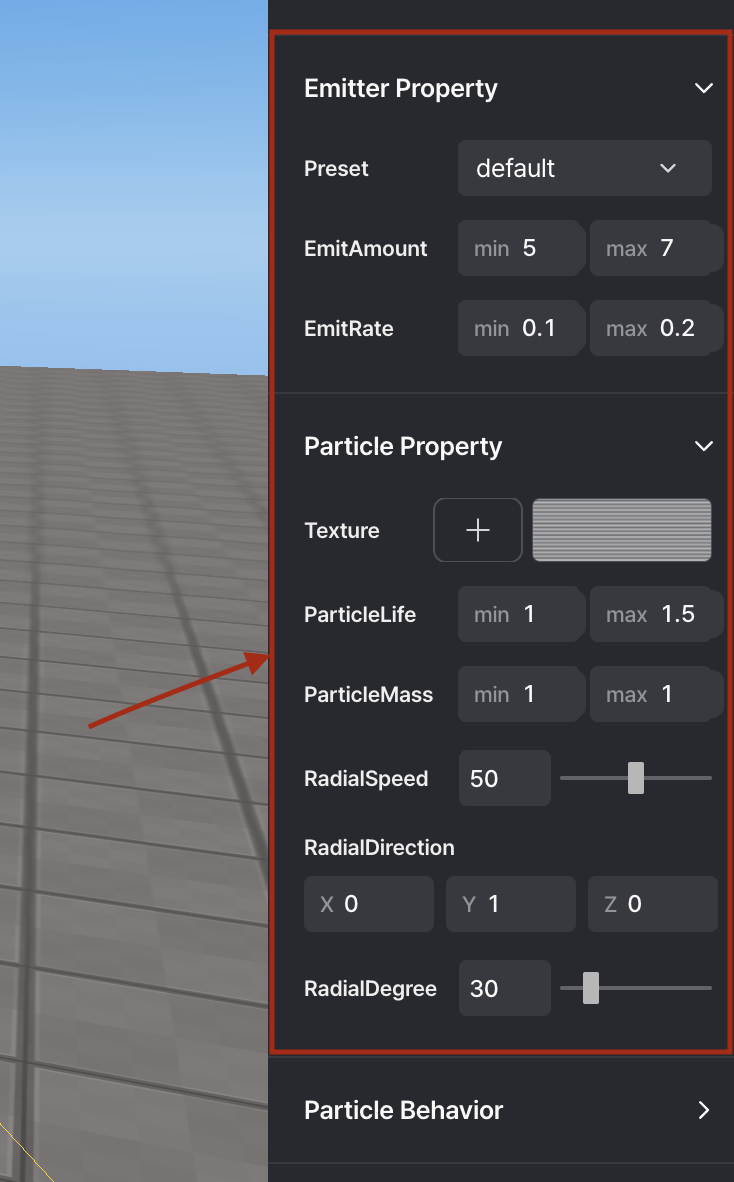 Emitter Property
Preset default
EmitAmount min 5 max 7
EmitRate min 0.1 max 0.2
Particle Property
Texture +
ParticleLife min 1 max 1.5
ParticleMass min 1 max 1
RadialSpeed 50
RadialDirection
X 0 Y 1 Z 0
RadialDegree 30
Particle Behavior